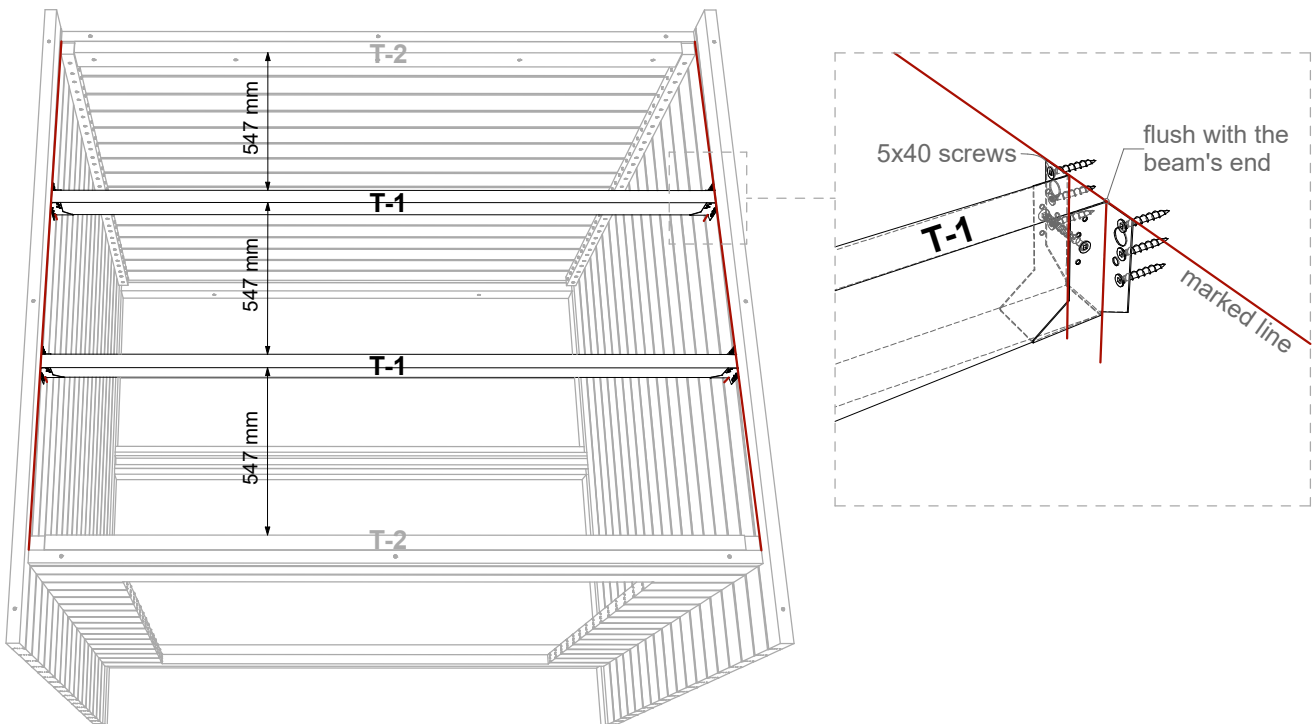 T-2
547 mm
T-1
547 mm
T-1
547 mm
T-2
5x40 screws
flush with the
beam's end
T-1
marked line